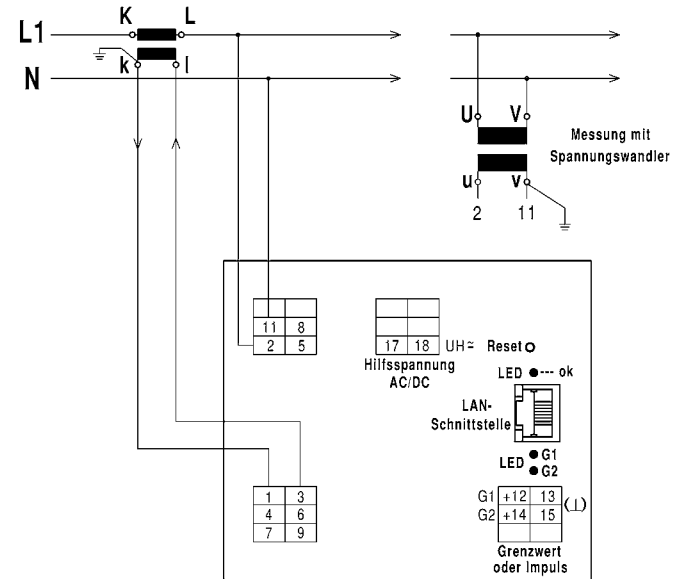 K L
L1
k l
N
U V
Messung mit
Spannungswandler
u v
2 11
11 8
2 5
17 18 UH≂ Reset
Hilfsspannung
AC/DC
LED --- ok
LAN-
Schnittstelle
LED G1
G2
1 3
4 6
7 9
G1 +12 13 (⊥)
G2 +14 15
Grenzwert
oder Impuls